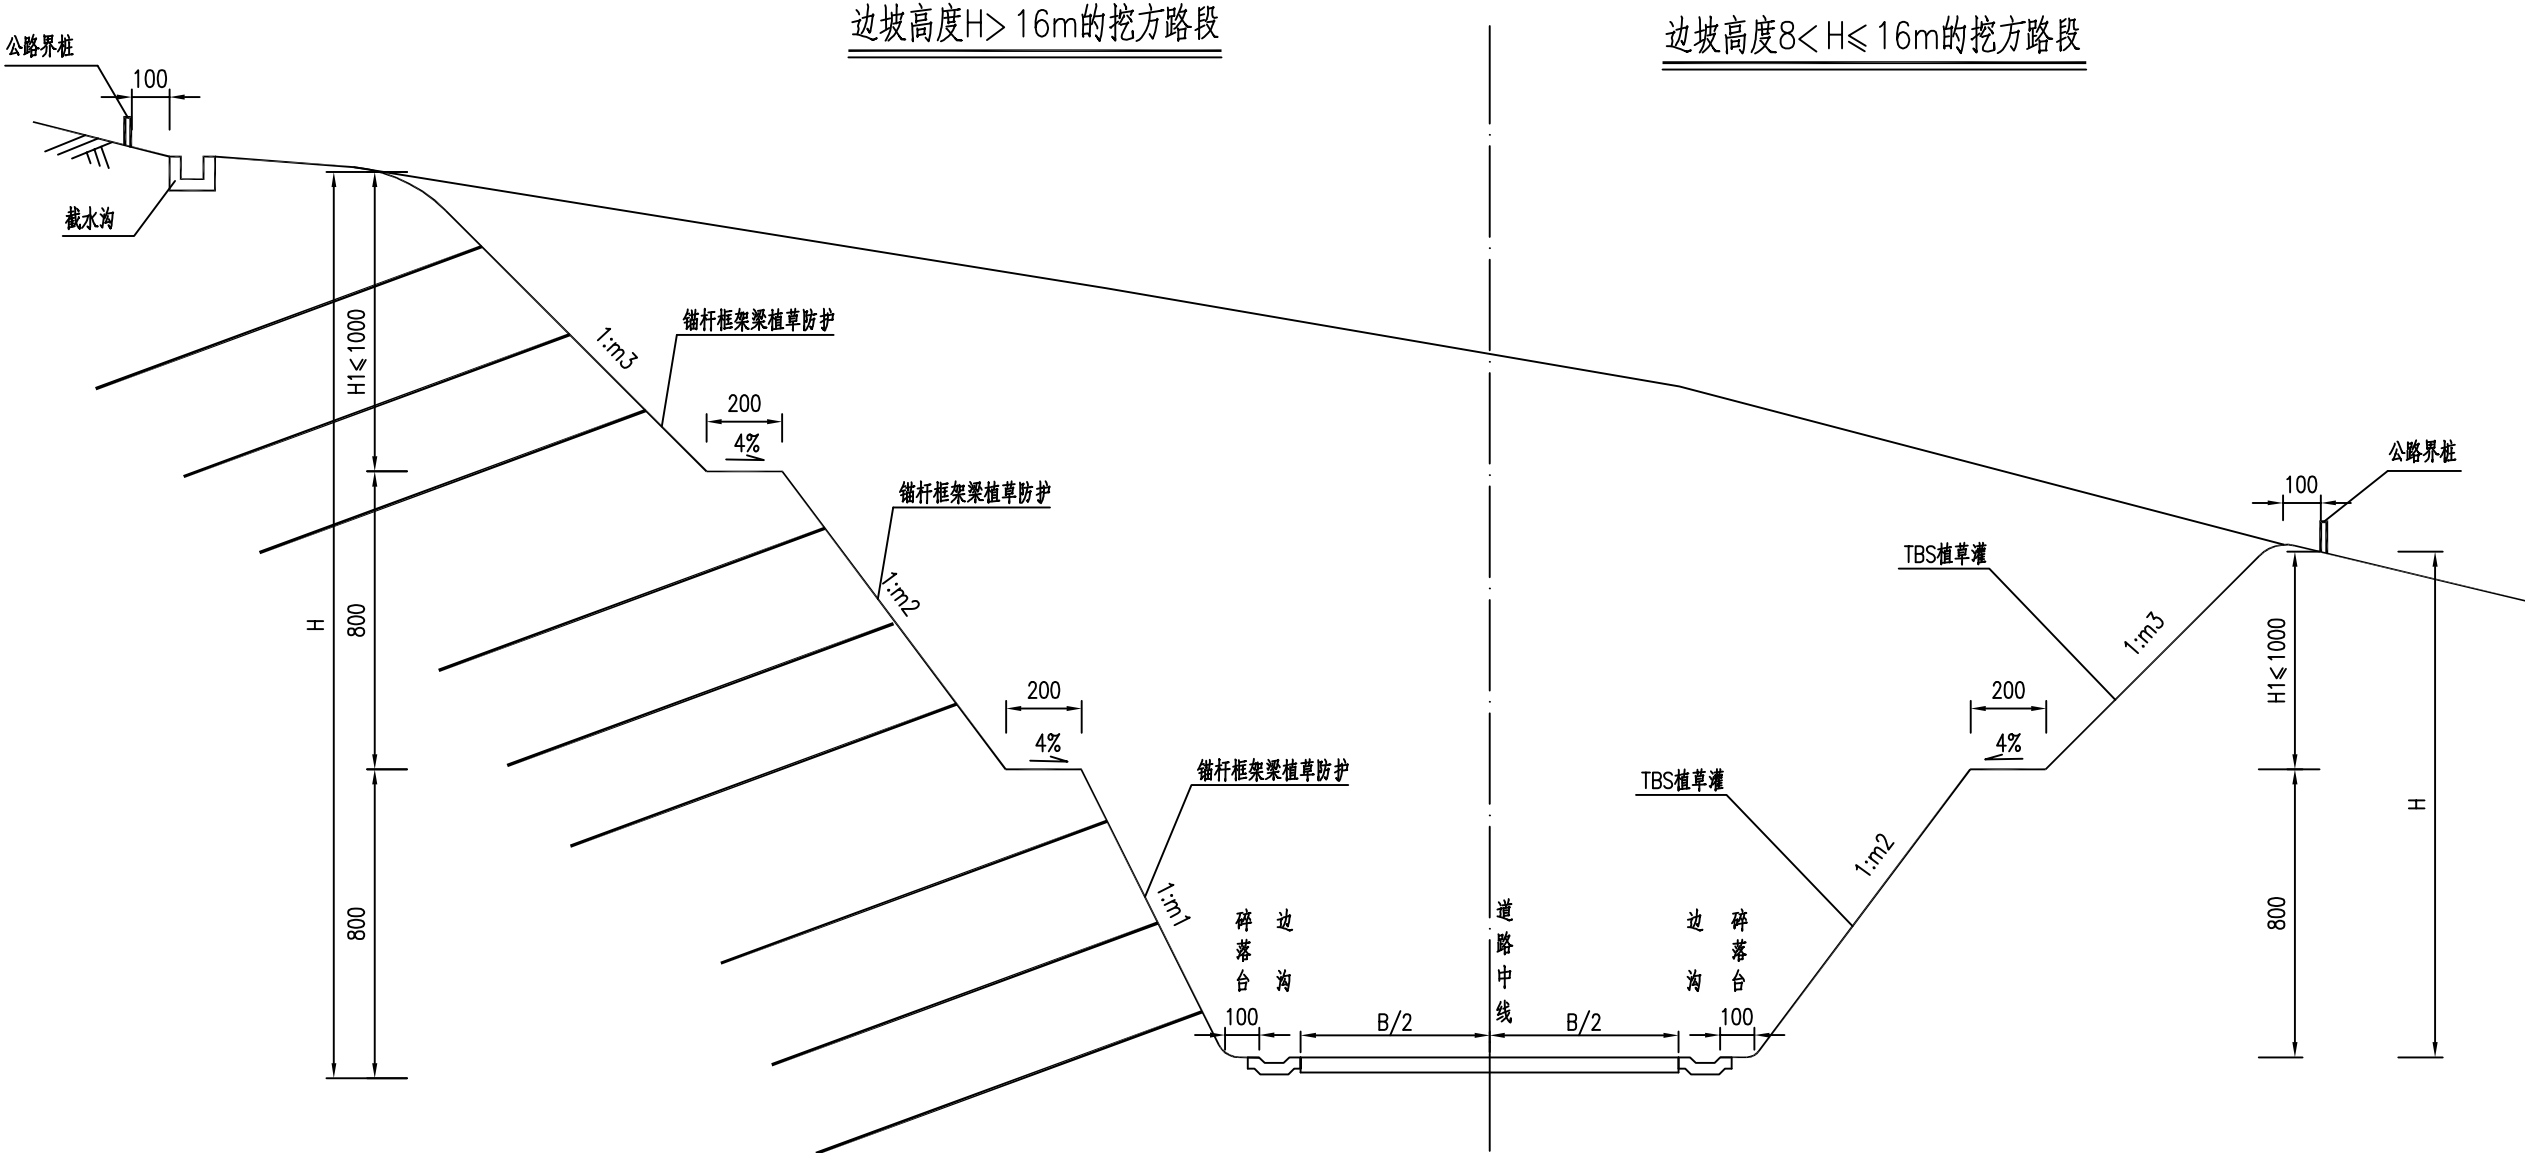 边坡高度H>16m的挖方路段
边坡高度8<H≤16m的挖方路段
公路界桩
100
截水沟
H1≤1000
1:m3
锚杆框架梁植草防护
200
4%
公路界桩
100
锚杆框架梁植草防护
TBS植草灌
1:m2
800
H
1:m3
H1≤1000
200
4%
200
4%
锚杆框架梁植草防护
TBS植草灌
H
1:m2
1:m1
800
800
碎落台
边沟
道路中线
边沟
碎落台
100
B/2
B/2
100